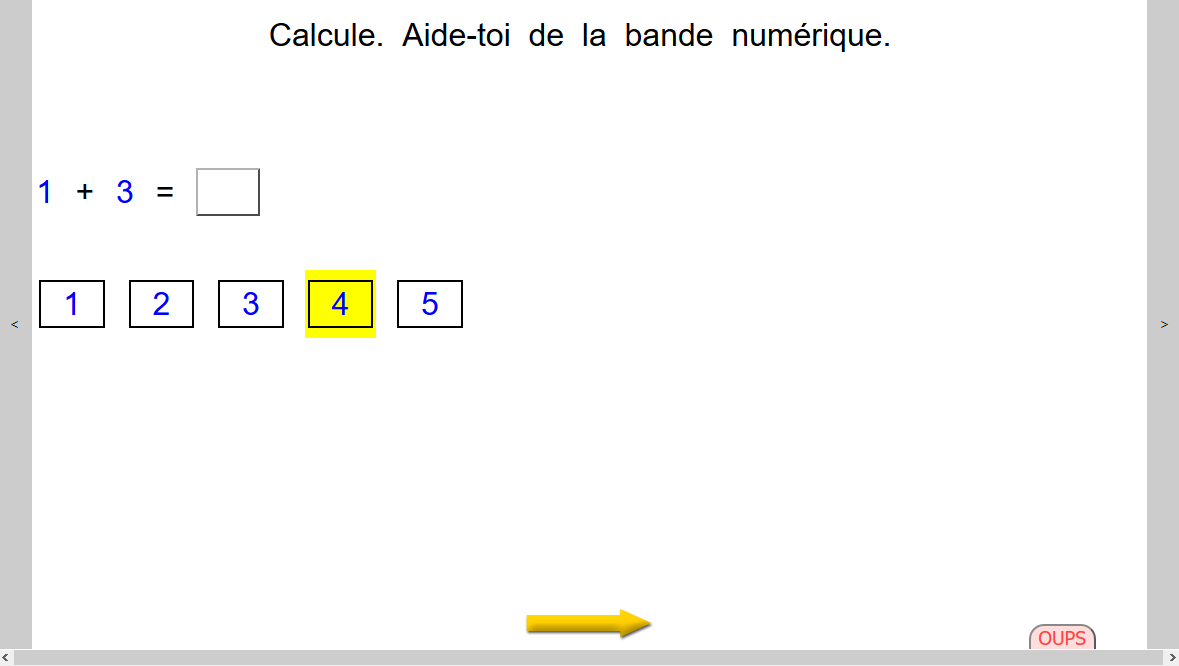 Calcule. Aide-toi de la bande numérique.
1 + 3 =
1 2 3 4 5
< >
OUPS